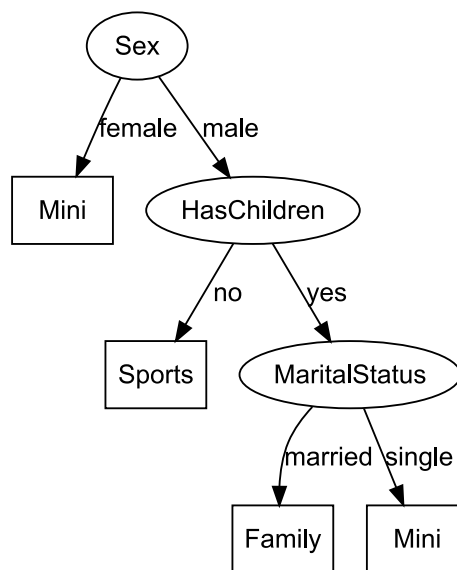 Sex
female
male
Mini
HasChildren
no
yes
Sports
MaritalStatus
married
single
Family
Mini